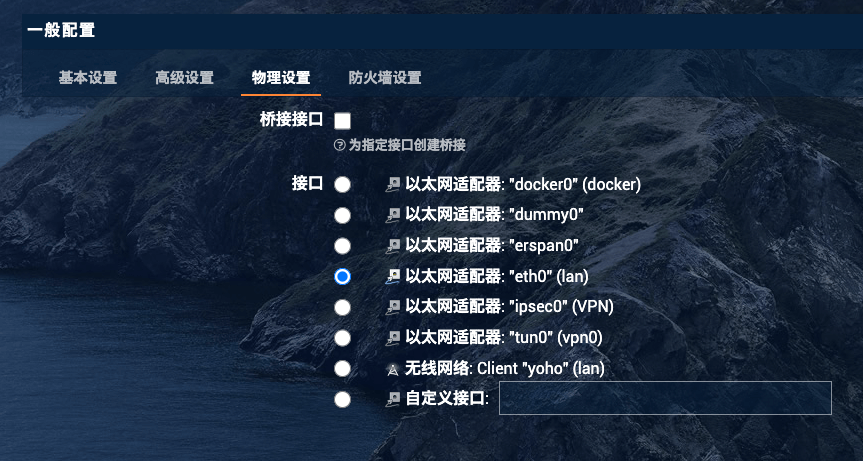 一般配置
基本设置 高级设置 物理设置 防火墙设置
桥接接口
为指定接口创建桥接
接口 以太网适配器: "docker0" (docker)
以太网适配器: "dummy0"
以太网适配器: "erspan0"
以太网适配器: "eth0" (lan)
以太网适配器: "ipsec0" (VPN)
以太网适配器: "tun0" (vpn0)
无线网络: Client "yoho" (lan)
自定义接口: